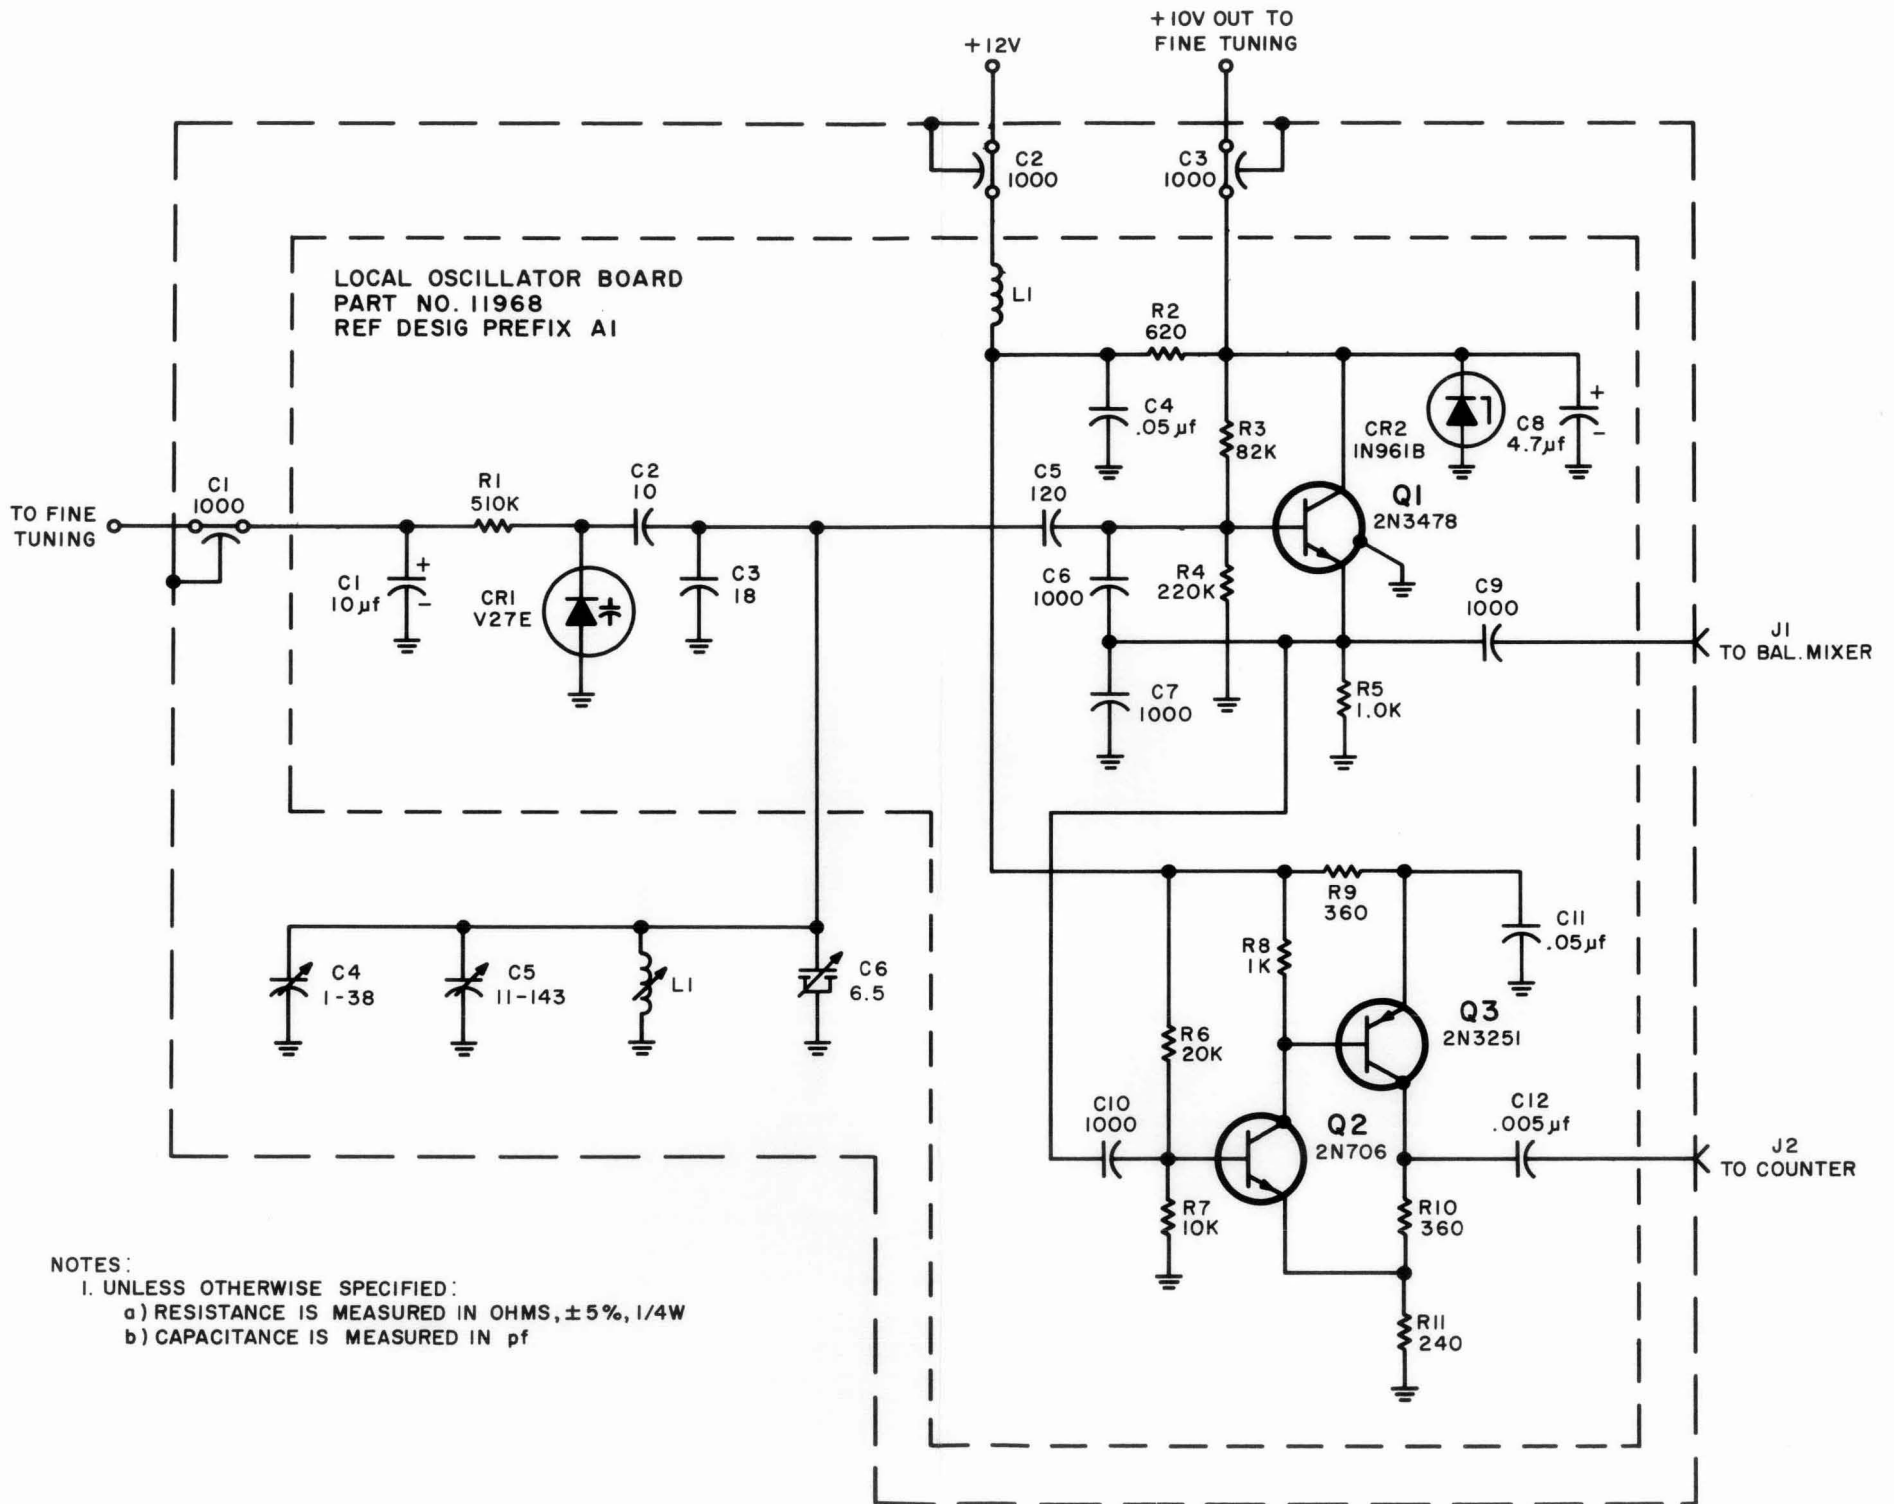 +10V OUT TO
FINE TUNING
+12V
C2
1000
C3
1000
LOCAL OSCILLATOR BOARD
PART NO. 11968
REF DESIG PREFIX A1
L1
R2
620
C4
.05µf
R3
82K
CR2
1N961B
C8
4.7µf
+
-
C1
1000
TO FINE
TUNING
R1
510K
C2
10
C5
120
Q1
2N3478
C1
10µf
+
-
CR1
V27E
C3
18
C6
1000
R4
220K
C9
1000
J1
TO BAL. MIXER
C7
1000
R5
1.0K
R9
360
C11
.05µf
R8
1K
C4
1-38
C5
11-143
L1
C6
6.5
R6
20K
Q3
2N3251
C10
1000
Q2
2N706
C12
.005µf
J2
TO COUNTER
R7
10K
R10
360
R11
240
NOTES:
1. UNLESS OTHERWISE SPECIFIED:
a) RESISTANCE IS MEASURED IN OHMS, ±5%, 1/4W
b) CAPACITANCE IS MEASURED IN pf